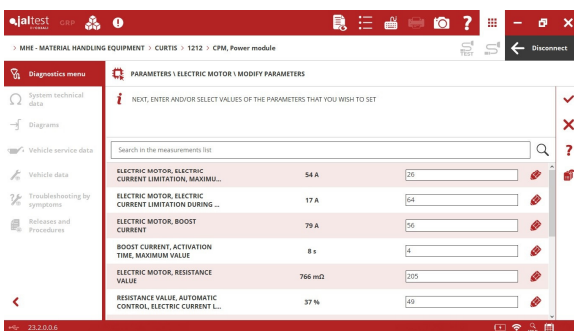 jaltest GRP
> MHE - MATERIAL HANDLING EQUIPMENT > CURTIS > 1212 > CPM, Power module
TEST
Disconnect
Diagnostics menu
PARAMETERS \ ELECTRIC MOTOR \ MODIFY PARAMETERS
System technical
data
NEXT, ENTER AND/OR SELECT VALUES OF THE PARAMETERS THAT YOU WISH TO SET
Diagrams
Vehicle service data
Search in the measurements list
Vehicle data
ELECTRIC MOTOR, ELECTRIC
CURRENT LIMITATION, MAXIMU...
54 A
26
Troubleshooting by
symptoms
ELECTRIC MOTOR, ELECTRIC
CURRENT LIMITATION DURING ...
17 A
64
Releases and
Procedures
ELECTRIC MOTOR, BOOST
CURRENT
79 A
56
BOOST CURRENT, ACTIVATION
TIME, MAXIMUM VALUE
8 s
4
ELECTRIC MOTOR, RESISTANCE
VALUE
766 mΩ
205
RESISTANCE VALUE, AUTOMATIC
CONTROL, ELECTRIC CURRENT L...
37 %
49
23.2.0.0.6